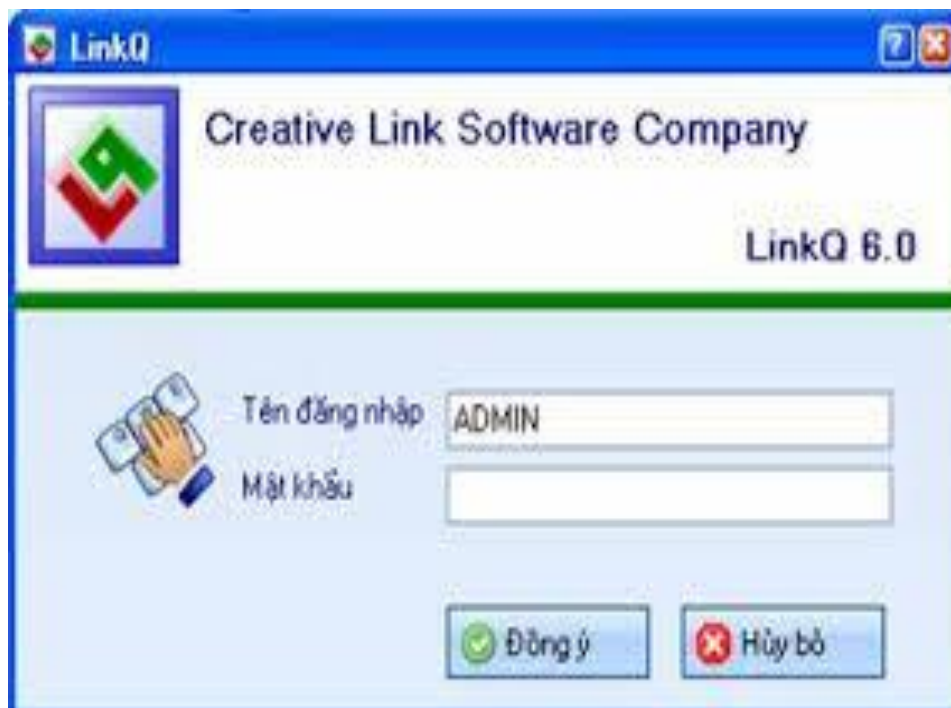 LinkQ
Creative Link Software Company
LinkQ 6.0
Tên đăng nhập
ADMIN
Mật khẩu
Đồng ý
Hủy bỏ